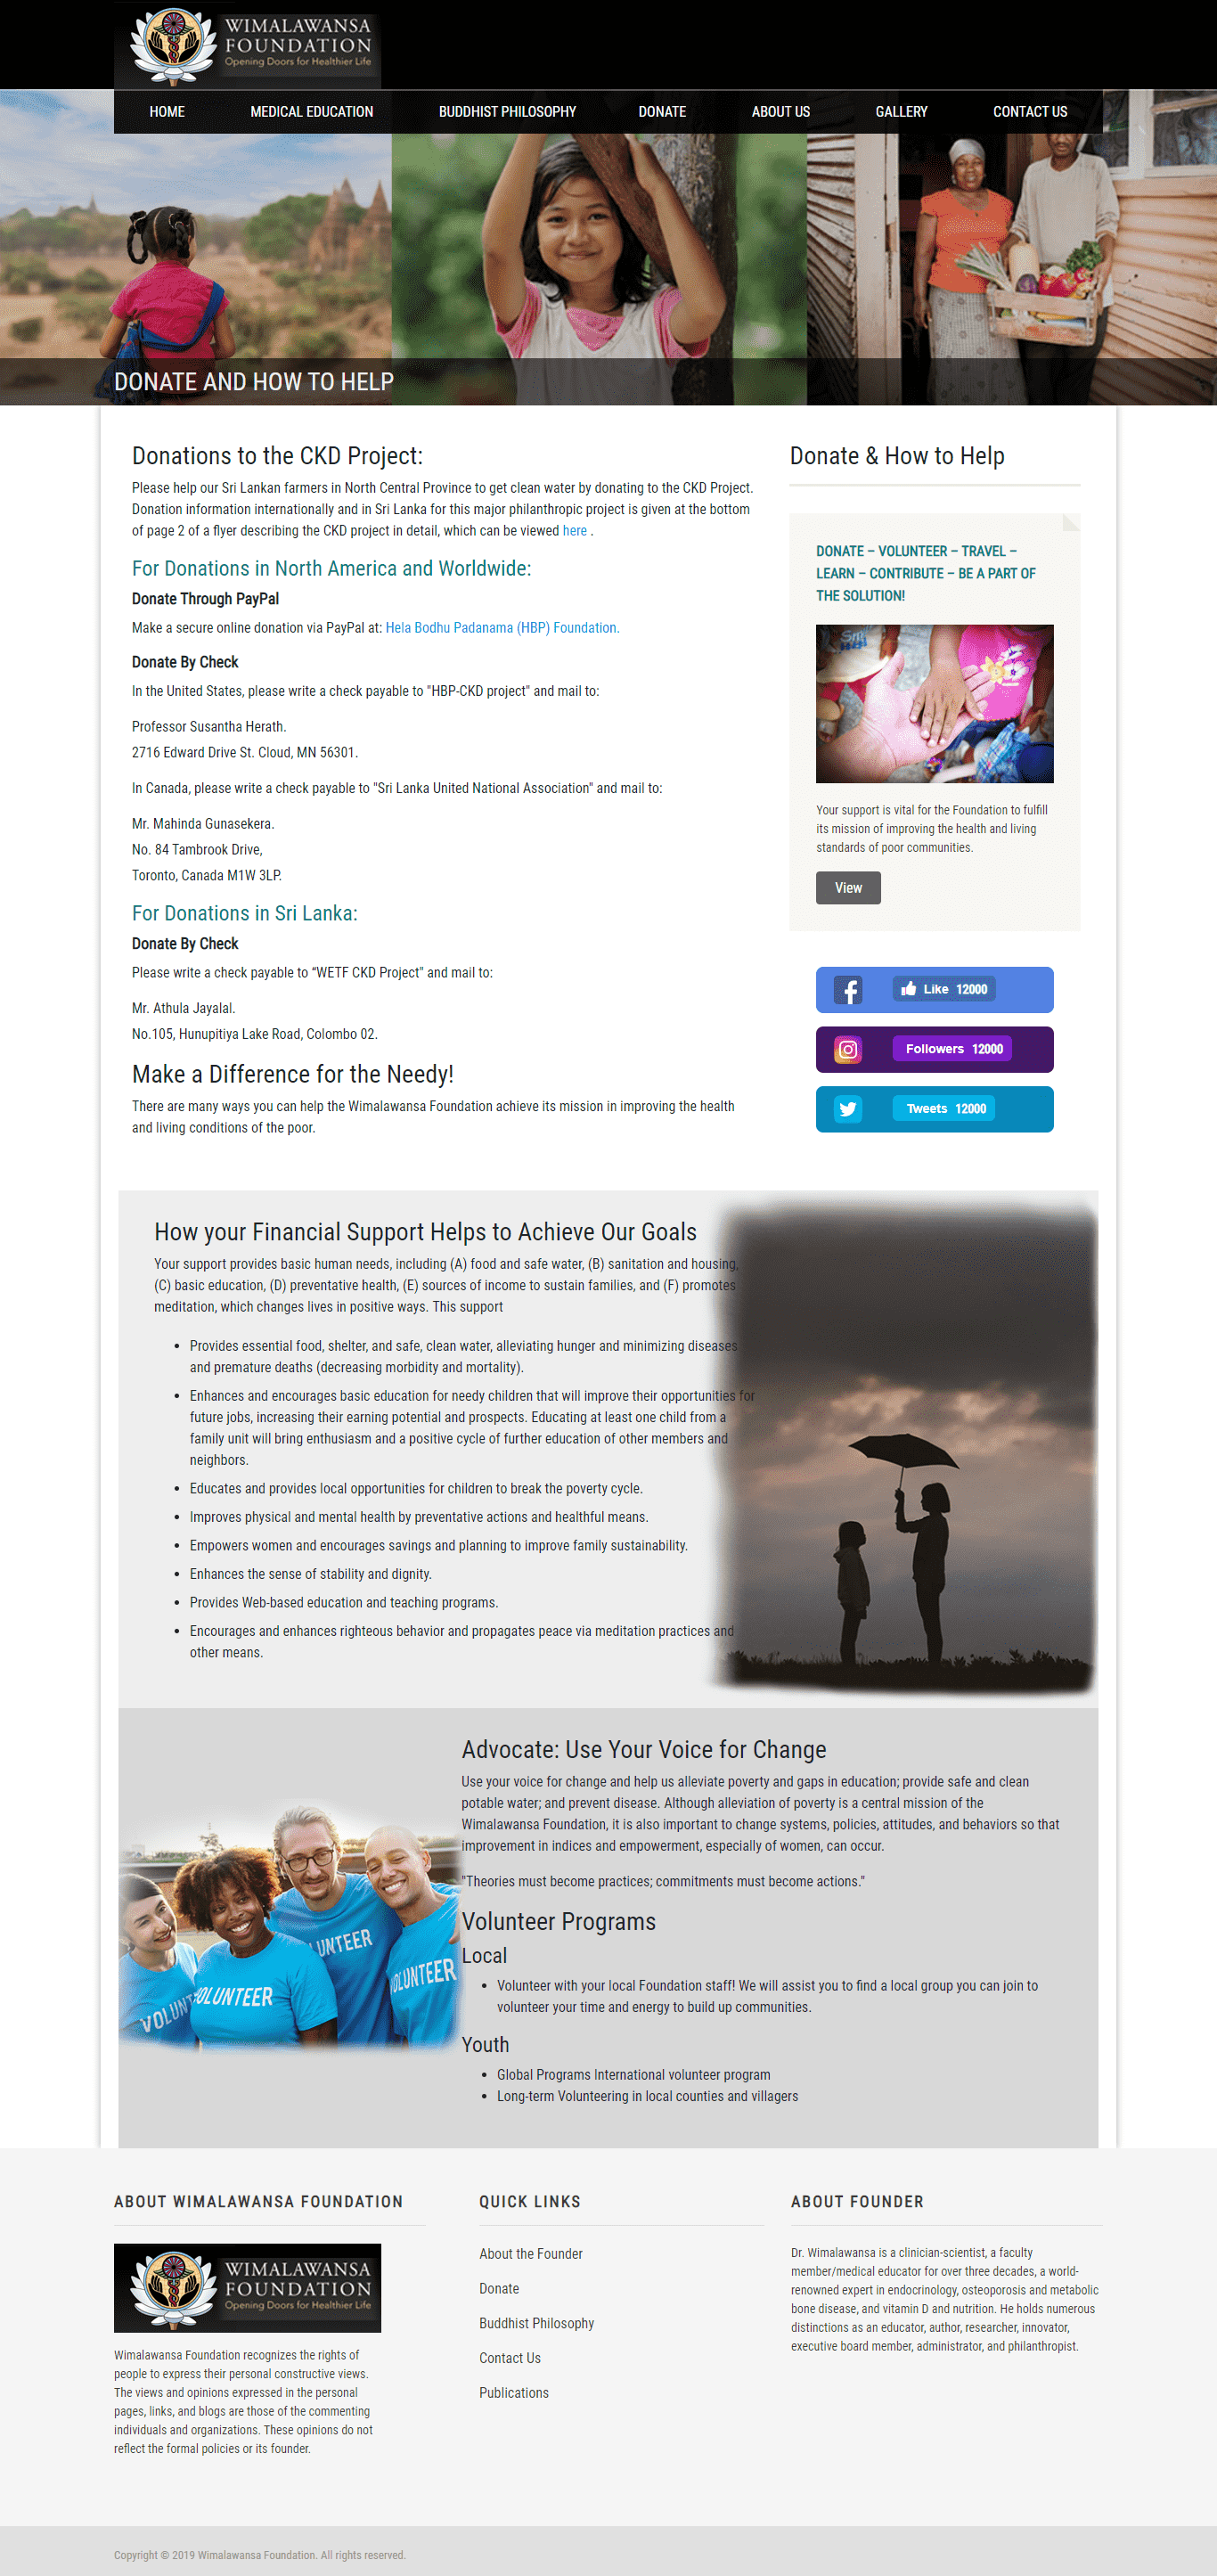 WIMALAWANSA
FOUNDATION
Opening Doors for Healthier Life
HOME
MEDICAL EDUCATION
BUDDHIST PHILOSOPHY
DONATE
ABOUT US
GALLERY
CONTACT US
DONATE AND HOW TO HELP
Donations to the CKD Project:
Please help our Sri Lankan farmers in North Central Province to get clean water by donating to the CKD Project.
Donation information internationally and in Sri Lanka for this major philanthropic project is given at the bottom
of page 2 of a flyer describing the CKD project in detail, which can be viewed here .
For Donations in North America and Worldwide:
Donate Through PayPal
Make a secure online donation via PayPal at: Hela Bodhu Padanama (HBP) Foundation.
Donate By Check
In the United States, please write a check payable to "HBP-CKD project" and mail to:
Professor Susantha Herath.
2716 Edward Drive St. Cloud, MN 56301.
In Canada, please write a check payable to "Sri Lanka United National Association" and mail to:
Mr. Mahinda Gunasekera.
No. 84 Tambrook Drive,
Toronto, Canada M1W 3LP.
For Donations in Sri Lanka:
Donate By Check
Please write a check payable to “WETF CKD Project" and mail to:
Mr. Athula Jayalal.
No.105, Hunupitiya Lake Road, Colombo 02.
Make a Difference for the Needy!
There are many ways you can help the Wimalawansa Foundation achieve its mission in improving the health
and living conditions of the poor.
Donate & How to Help
DONATE – VOLUNTEER – TRAVEL –
LEARN – CONTRIBUTE – BE A PART OF
THE SOLUTION!
Your support is vital for the Foundation to fulfill
its mission of improving the health and living
standards of poor communities.
View
Like 12000
Followers 12000
Tweets 12000
How your Financial Support Helps to Achieve Our Goals
Your support provides basic human needs, including (A) food and safe water, (B) sanitation and housing,
(C) basic education, (D) preventative health, (E) sources of income to sustain families, and (F) promotes
meditation, which changes lives in positive ways. This support
• Provides essential food, shelter, and safe, clean water, alleviating hunger and minimizing diseases
and premature deaths (decreasing morbidity and mortality).
• Enhances and encourages basic education for needy children that will improve their opportunities for
future jobs, increasing their earning potential and prospects. Educating at least one child from a
family unit will bring enthusiasm and a positive cycle of further education of other members and
neighbors.
• Educates and provides local opportunities for children to break the poverty cycle.
• Improves physical and mental health by preventative actions and healthful means.
• Empowers women and encourages savings and planning to improve family sustainability.
• Enhances the sense of stability and dignity.
• Provides Web-based education and teaching programs.
• Encourages and enhances righteous behavior and propagates peace via meditation practices and
other means.
VOLUNT
VOLUNTEER
UNTEER
VOLUNTEER
Advocate: Use Your Voice for Change
Use your voice for change and help us alleviate poverty and gaps in education; provide safe and clean
potable water; and prevent disease. Although alleviation of poverty is a central mission of the
Wimalawansa Foundation, it is also important to change systems, policies, attitudes, and behaviors so that
improvement in indices and empowerment, especially of women, can occur.
"Theories must become practices; commitments must become actions."
Volunteer Programs
Local
• Volunteer with your local Foundation staff! We will assist you to find a local group you can join to
volunteer your time and energy to build up communities.
Youth
• Global Programs International volunteer program
• Long-term Volunteering in local counties and villagers
ABOUT WIMALAWANSA FOUNDATION
WIMALAWANSA
FOUNDATION
Opening Doors for Healthier Life
Wimalawansa Foundation recognizes the rights of
people to express their personal constructive views.
The views and opinions expressed in the personal
pages, links, and blogs are those of the commenting
individuals and organizations. These opinions do not
reflect the formal policies or its founder.
QUICK LINKS
About the Founder
Donate
Buddhist Philosophy
Contact Us
Publications
ABOUT FOUNDER
Dr. Wimalawansa is a clinician-scientist, a faculty
member/medical educator for over three decades, a world-
renowned expert in endocrinology, osteoporosis and metabolic
bone disease, and vitamin D and nutrition. He holds numerous
distinctions as an educator, author, researcher, innovator,
executive board member, administrator, and philanthropist.
Copyright © 2019 Wimalawansa Foundation. All rights reserved.